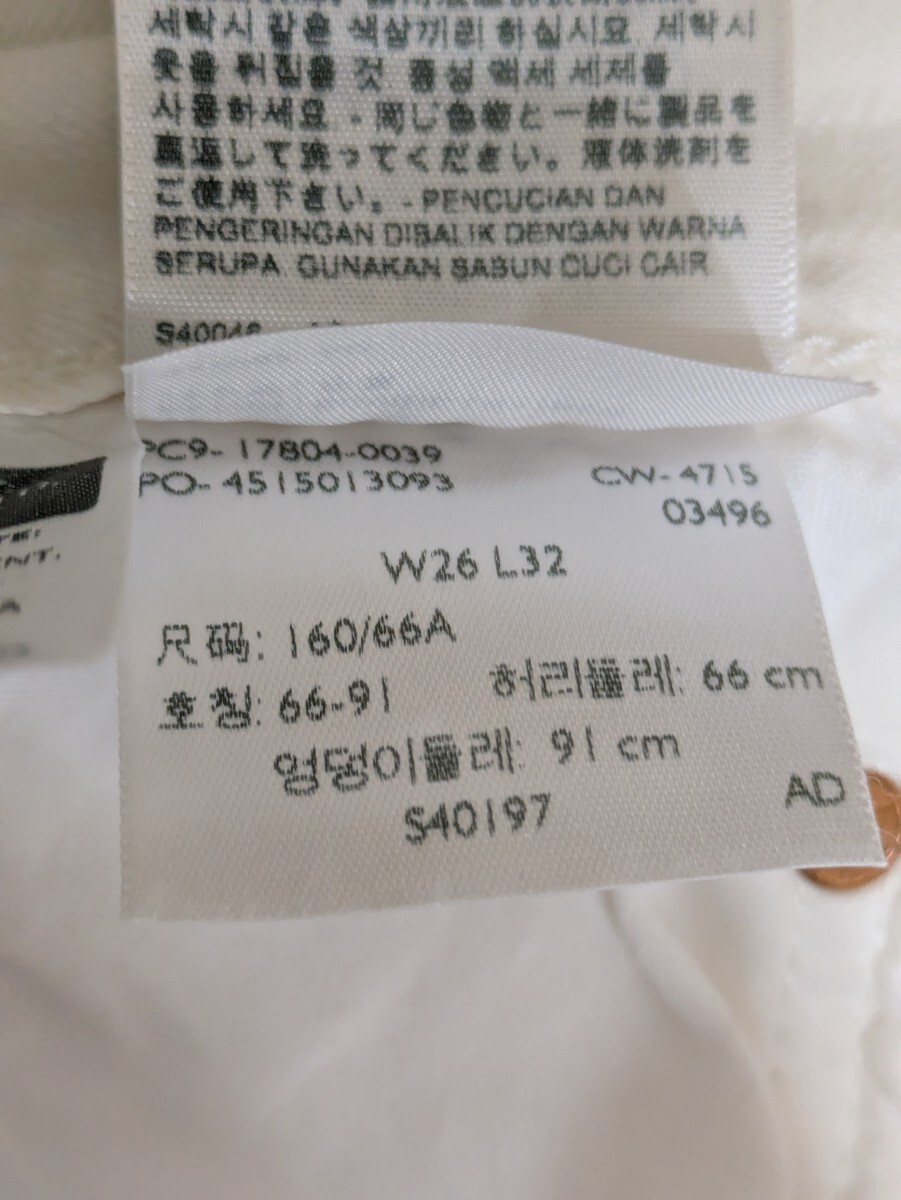 세탁시 같은 색상끼리 하십시요 세탁시
옷을 뒤집을것 중성 액체 세제를
사용하세요 - 同じ色物と一緒に製品を
裏返して洗ってください。液体洗剤を
ご使用下さい。- PENCUCIAN DAN
PENGERINGAN DIBALIK DENGAN WARNA
SERUPA. GUNAKAN SABUN CUCI CAIR
PC9-17804-0039
PO-4515013093 CW-4715
03496
W26 L32
尺码: 160/66A
호칭: 66-91 허리둘레: 66 cm
엉덩이둘레: 91 cm
S40197 AD